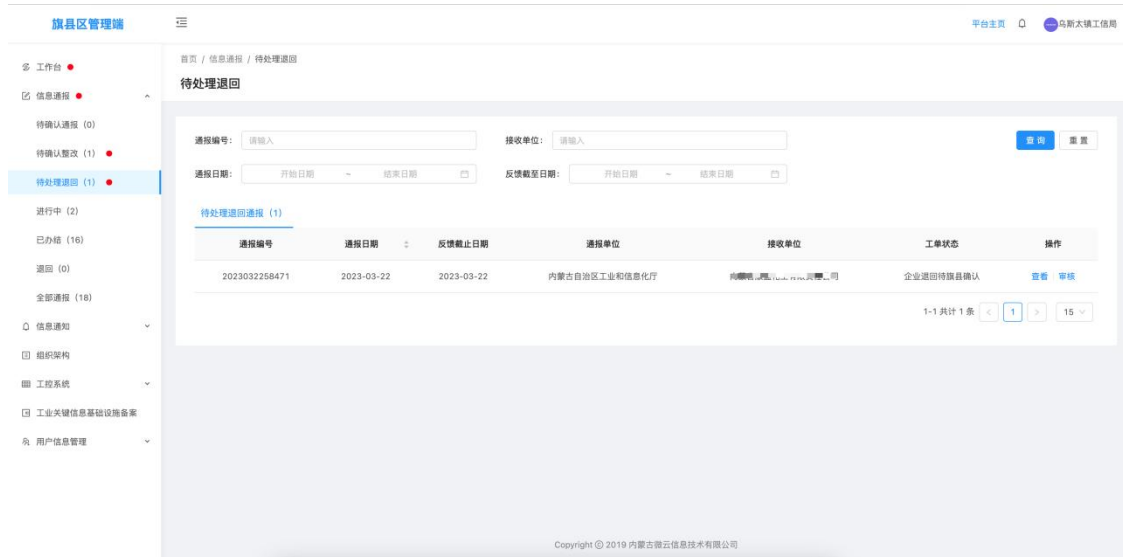 旗县区管理端
平台主页
乌斯太镇工信局
工作台
信息通报
待确认通报 (0)
待确认整改 (1)
待处理退回 (1)
进行中 (2)
已办结 (16)
退回 (0)
全部通报 (18)
信息通知
组织架构
工控系统
工业关键信息基础设施备案
用户信息管理
首页 / 信息通报 / 待处理退回
待处理退回
通报编号: 请输入 接收单位: 请输入 查询 重置
通报日期: 开始日期 ~ 结束日期 反馈截至日期: 开始日期 ~ 结束日期
待处理退回通报 (1)
通报编号 通报日期 反馈截止日期 通报单位 接收单位 工单状态 操作
2023032258471 2023-03-22 2023-03-22 内蒙古自治区工业和信息化厅 司 企业退回待旗县确认 查看 审核
1-1 共计 1 条 < 1 > 15
Copyright © 2019 内蒙古微云信息技术有限公司